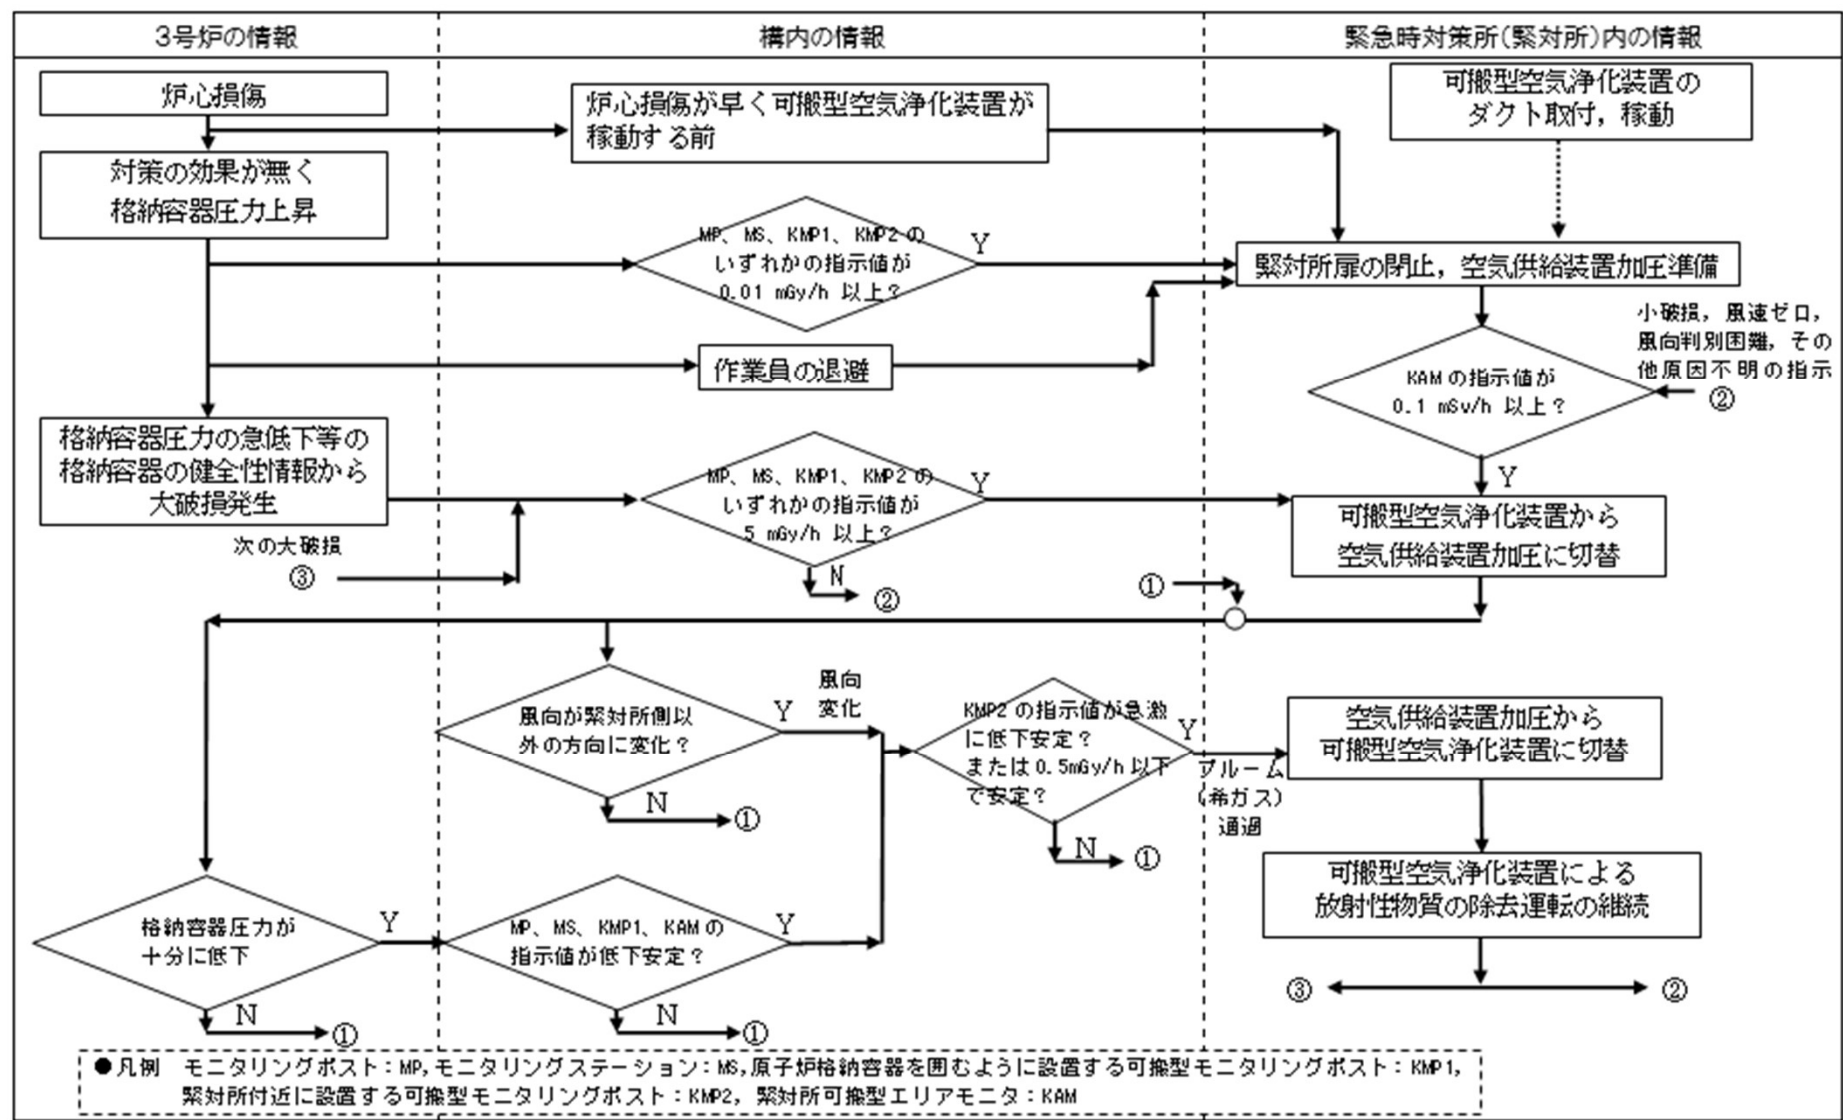 3号炉の情報
構内の情報
緊急時対策所(緊対所)内の情報
炉心損傷
炉心損傷が早く可搬型空気浄化装置が
稼動する前
可搬型空気浄化装置の
ダクト取付，稼動
対策の効果が無く
格納容器圧力上昇
MP、MS、KMP1、KMP2の
いずれかの指示値が
0.01 mGy/h 以上？
Y
緊対所扉の閉止，空気供給装置加圧準備
作業員の退避
小破損，風速ゼロ，
風向判別困難，その
他原因不明の指示
②
KAMの指示値が
0.1 mSv/h 以上？
Y
格納容器圧力の急低下等の
格納容器の健全性情報から
大破損発生
MP、MS、KMP1、KMP2の
いずれかの指示値が
5 mGy/h 以上？
Y
N
②
可搬型空気浄化装置から
空気供給装置加圧に切替
次の大破損
③
①
風向が緊対所側以
外の方向に変化？
Y
風向
変化
N
①
KMP2の指示値が急激
に低下安定？
または0.5mGy/h以下
で安定？
Y
プルーム
(希ガス)
通過
N
①
空気供給装置加圧から
可搬型空気浄化装置に切替
可搬型空気浄化装置による
放射性物質の除去運転の継続
③
②
格納容器圧力が
十分に低下
Y
N
①
MP、MS、KMP1、KAMの
指示値が低下安定？
Y
N
①
●凡例 モニタリングポスト：MP,モニタリングステーション：MS,原子炉格納容器を囲むように設置する可搬型モニタリングポスト：KMP1,
緊対所付近に設置する可搬型モニタリングポスト：KMP2, 緊対所可搬型エリアモニタ：KAM